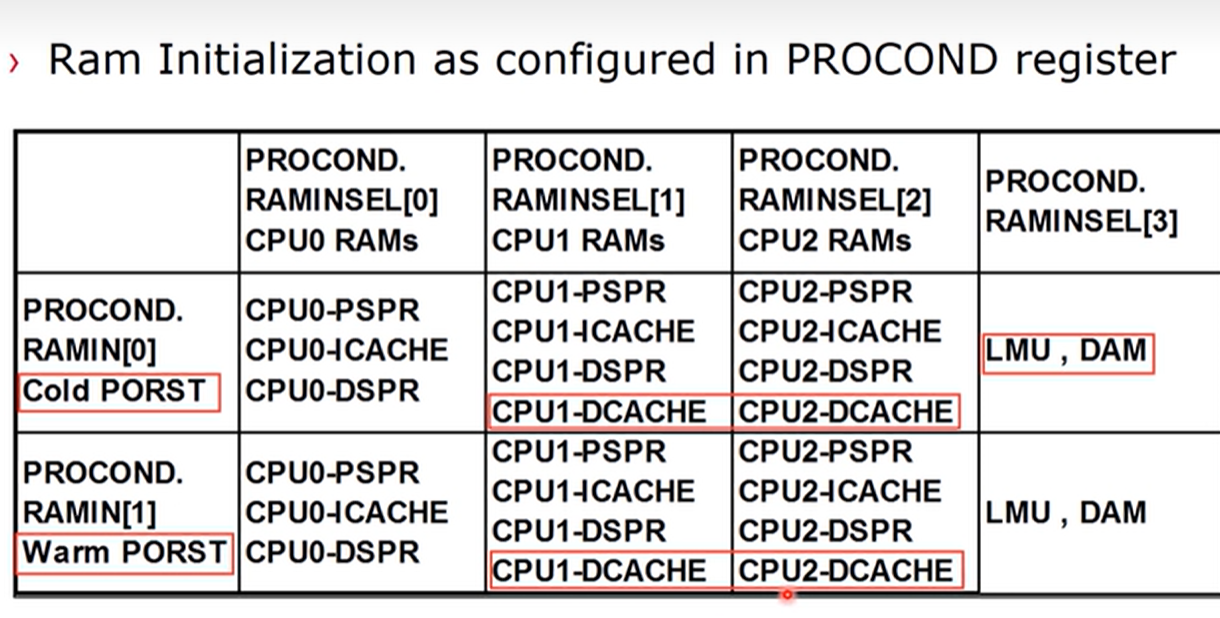 › Ram Initialization as configured in PROCOND register
PROCOND.
RAMINSEL[0]
CPU0 RAMs
PROCOND.
RAMINSEL[1]
CPU1 RAMs
PROCOND.
RAMINSEL[2]
CPU2 RAMs
PROCOND.
RAMINSEL[3]
PROCOND.
RAMIN[0]
Cold PORST
CPU0-PSPR
CPU0-ICACHE
CPU0-DSPR
CPU1-PSPR
CPU1-ICACHE
CPU1-DSPR
CPU1-DCACHE
CPU2-PSPR
CPU2-ICACHE
CPU2-DSPR
CPU2-DCACHE
LMU , DAM
PROCOND.
RAMIN[1]
Warm PORST
CPU0-PSPR
CPU0-ICACHE
CPU0-DSPR
CPU1-PSPR
CPU1-ICACHE
CPU1-DSPR
CPU1-DCACHE
CPU2-PSPR
CPU2-ICACHE
CPU2-DSPR
CPU2-DCACHE
LMU , DAM